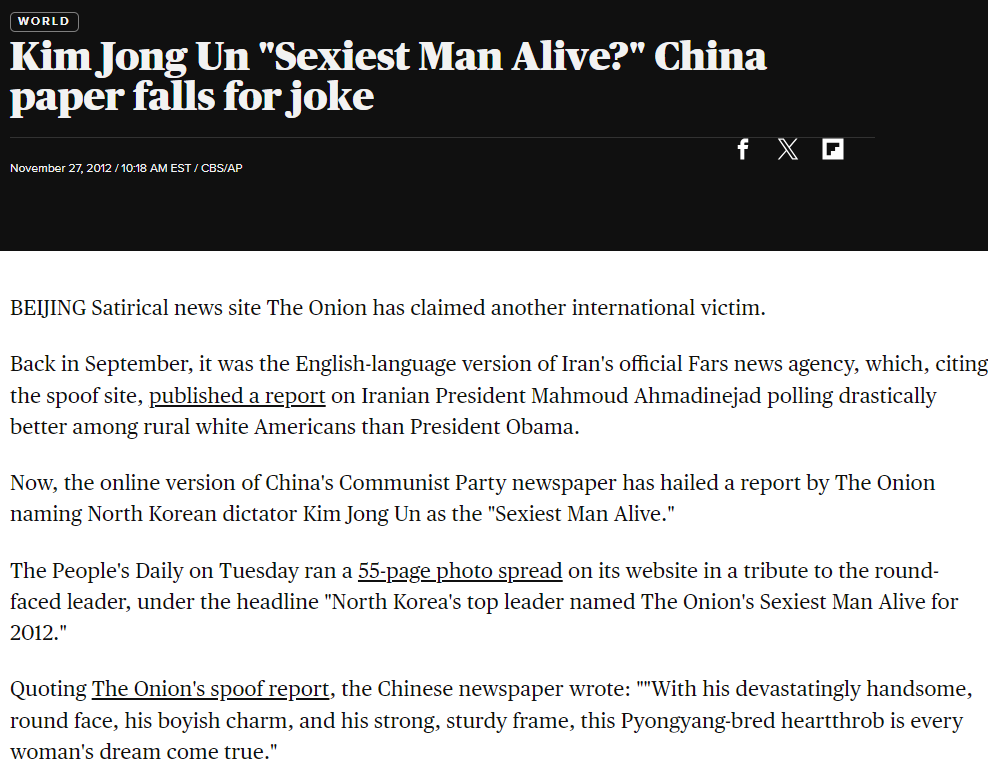 WORLD
Kim Jong Un "Sexiest Man Alive?" China
paper falls for joke
November 27, 2012 / 10:18 AM EST / CBS/AP
BEIJING Satirical news site The Onion has claimed another international victim.
Back in September, it was the English-language version of Iran's official Fars news agency, which, citing
the spoof site, published a report on Iranian President Mahmoud Ahmadinejad polling drastically
better among rural white Americans than President Obama.
Now, the online version of China's Communist Party newspaper has hailed a report by The Onion
naming North Korean dictator Kim Jong Un as the "Sexiest Man Alive."
The People's Daily on Tuesday ran a 55-page photo spread on its website in a tribute to the round-
faced leader, under the headline "North Korea's top leader named The Onion's Sexiest Man Alive for
2012."
Quoting The Onion's spoof report, the Chinese newspaper wrote: ""With his devastatingly handsome,
round face, his boyish charm, and his strong, sturdy frame, this Pyongyang-bred heartthrob is every
woman's dream come true."